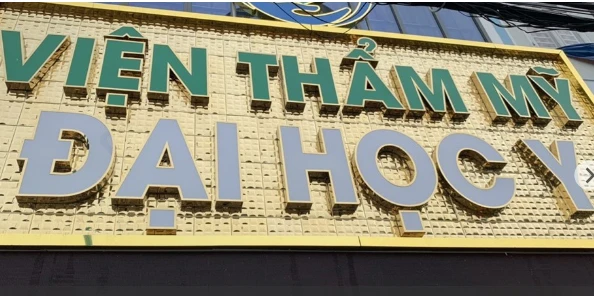 VIỆN THẨM MỸ
ĐẠI HỌC Y